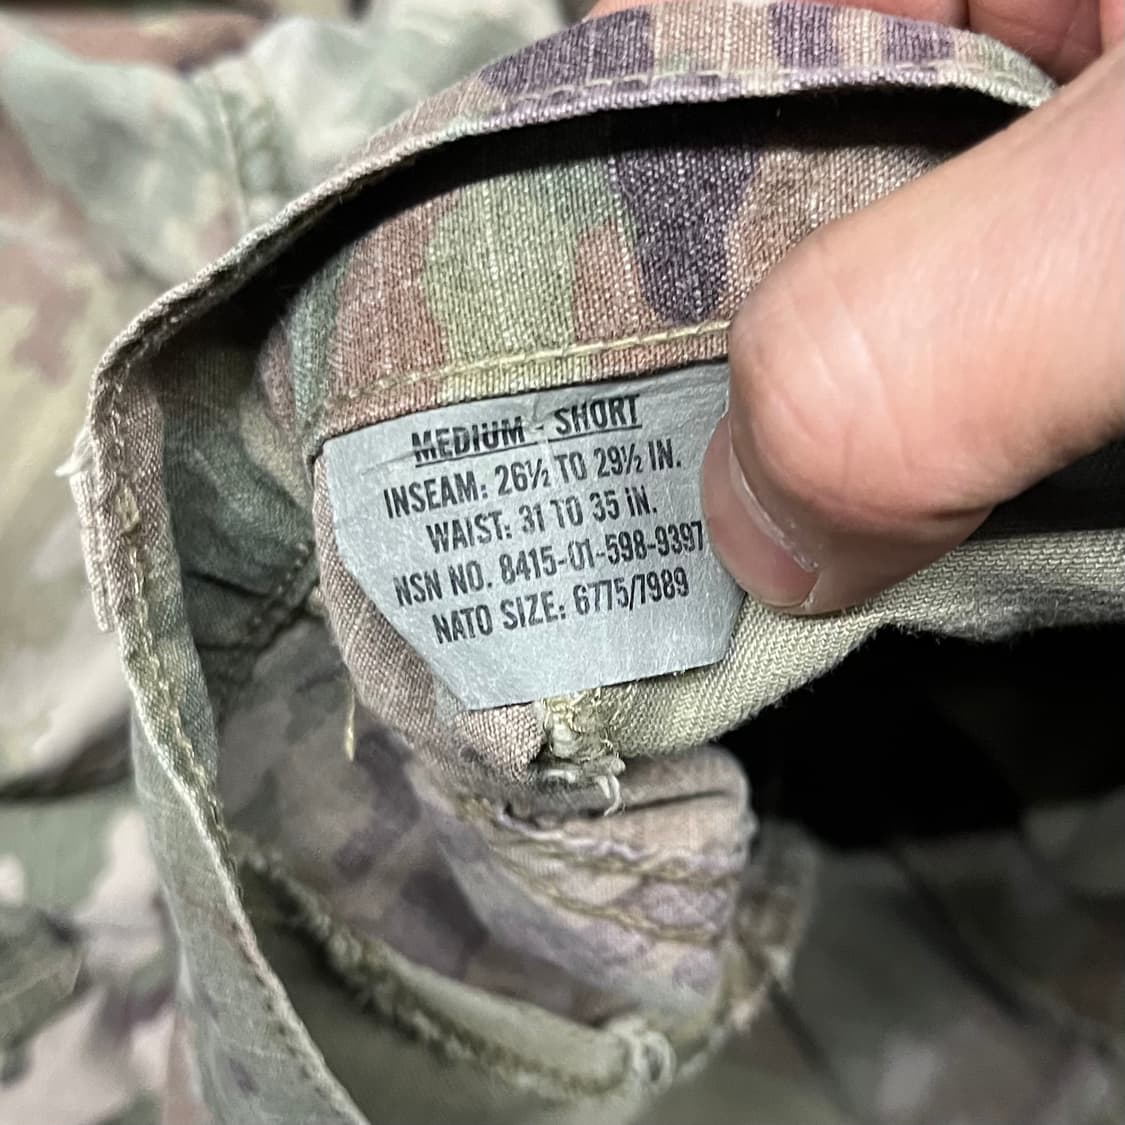 MEDIUM - SHORT
INSEAM: 26½ TO 29½ IN.
WAIST: 31 TO 35 IN.
NSN NO. 8415-01-598-9397
NATO SIZE: 6775/7989